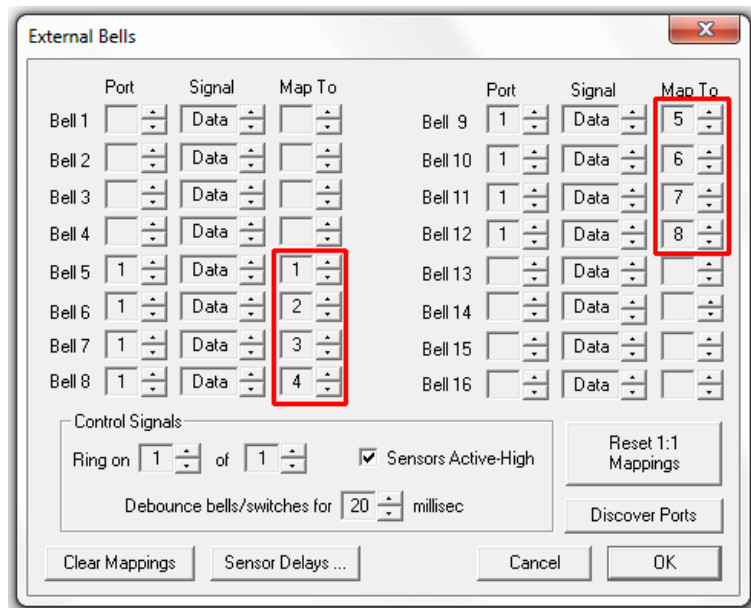 External Bells
Port Signal Map To
Bell 1 Data
Bell 2 Data
Bell 3 Data
Bell 4 Data
Bell 5 1 Data 1
Bell 6 1 Data 2
Bell 7 1 Data 3
Bell 8 1 Data 4
Port Signal Map To
Bell 9 1 Data 5
Bell 10 1 Data 6
Bell 11 1 Data 7
Bell 12 1 Data 8
Bell 13 Data
Bell 14 Data
Bell 15 Data
Bell 16 Data
Control Signals
Ring on 1 of 1 Sensors Active-High
Debounce bells/switches for 20 millisec
Reset 1:1
Mappings
Discover Ports
Clear Mappings Sensor Delays ... Cancel OK